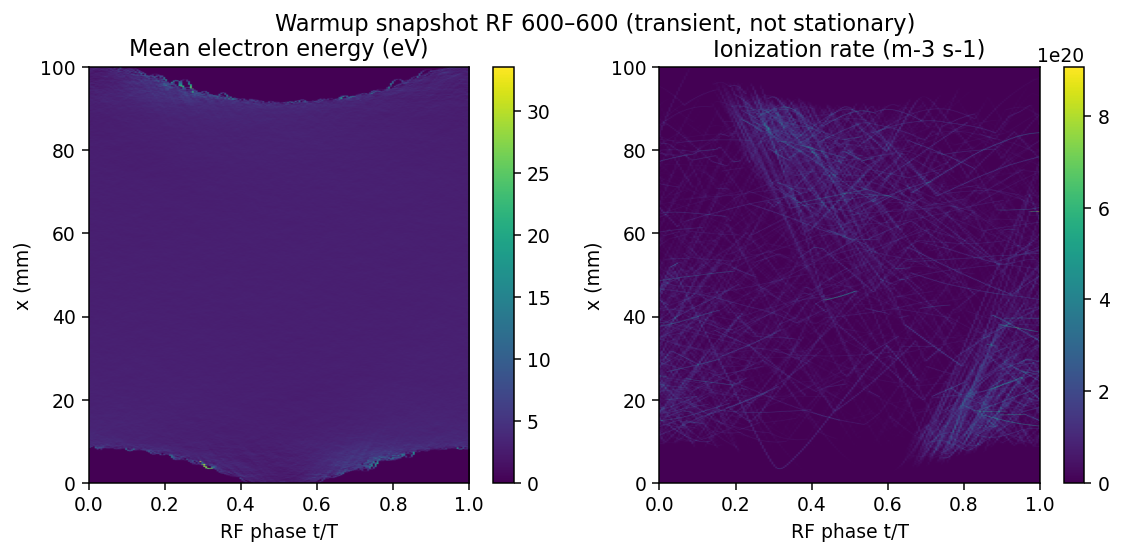 Warmup snapshot RF 600–600 (transient, not stationary)
Mean electron energy (eV)
100
80
60
40
20
0
x (mm)
0.0 0.2 0.4 0.6 0.8 1.0
RF phase t/T
30
25
20
15
10
5
0
Ionization rate (m-3 s-1)
1e20
100
80
60
40
20
0
x (mm)
0.0 0.2 0.4 0.6 0.8 1.0
RF phase t/T
8
6
4
2
0